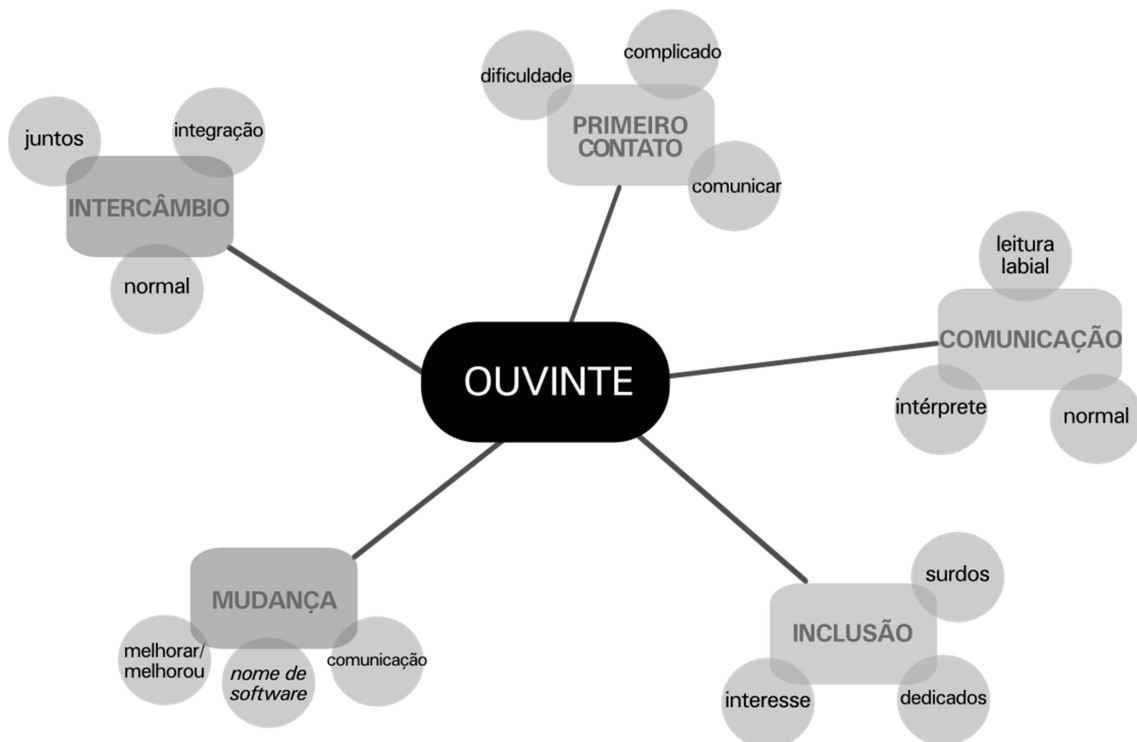 complicado
dificuldade
PRIMEIRO
CONTATO
comunicar
juntos
integração
INTERCÂMBIO
normal
leitura
labial
COMUNICAÇÃO
intérprete
normal
OUVINTE
MUDANÇA
melhorar/
melhorou
nome de
software
comunicação
surdos
INCLUSÃO
interesse
dedicados